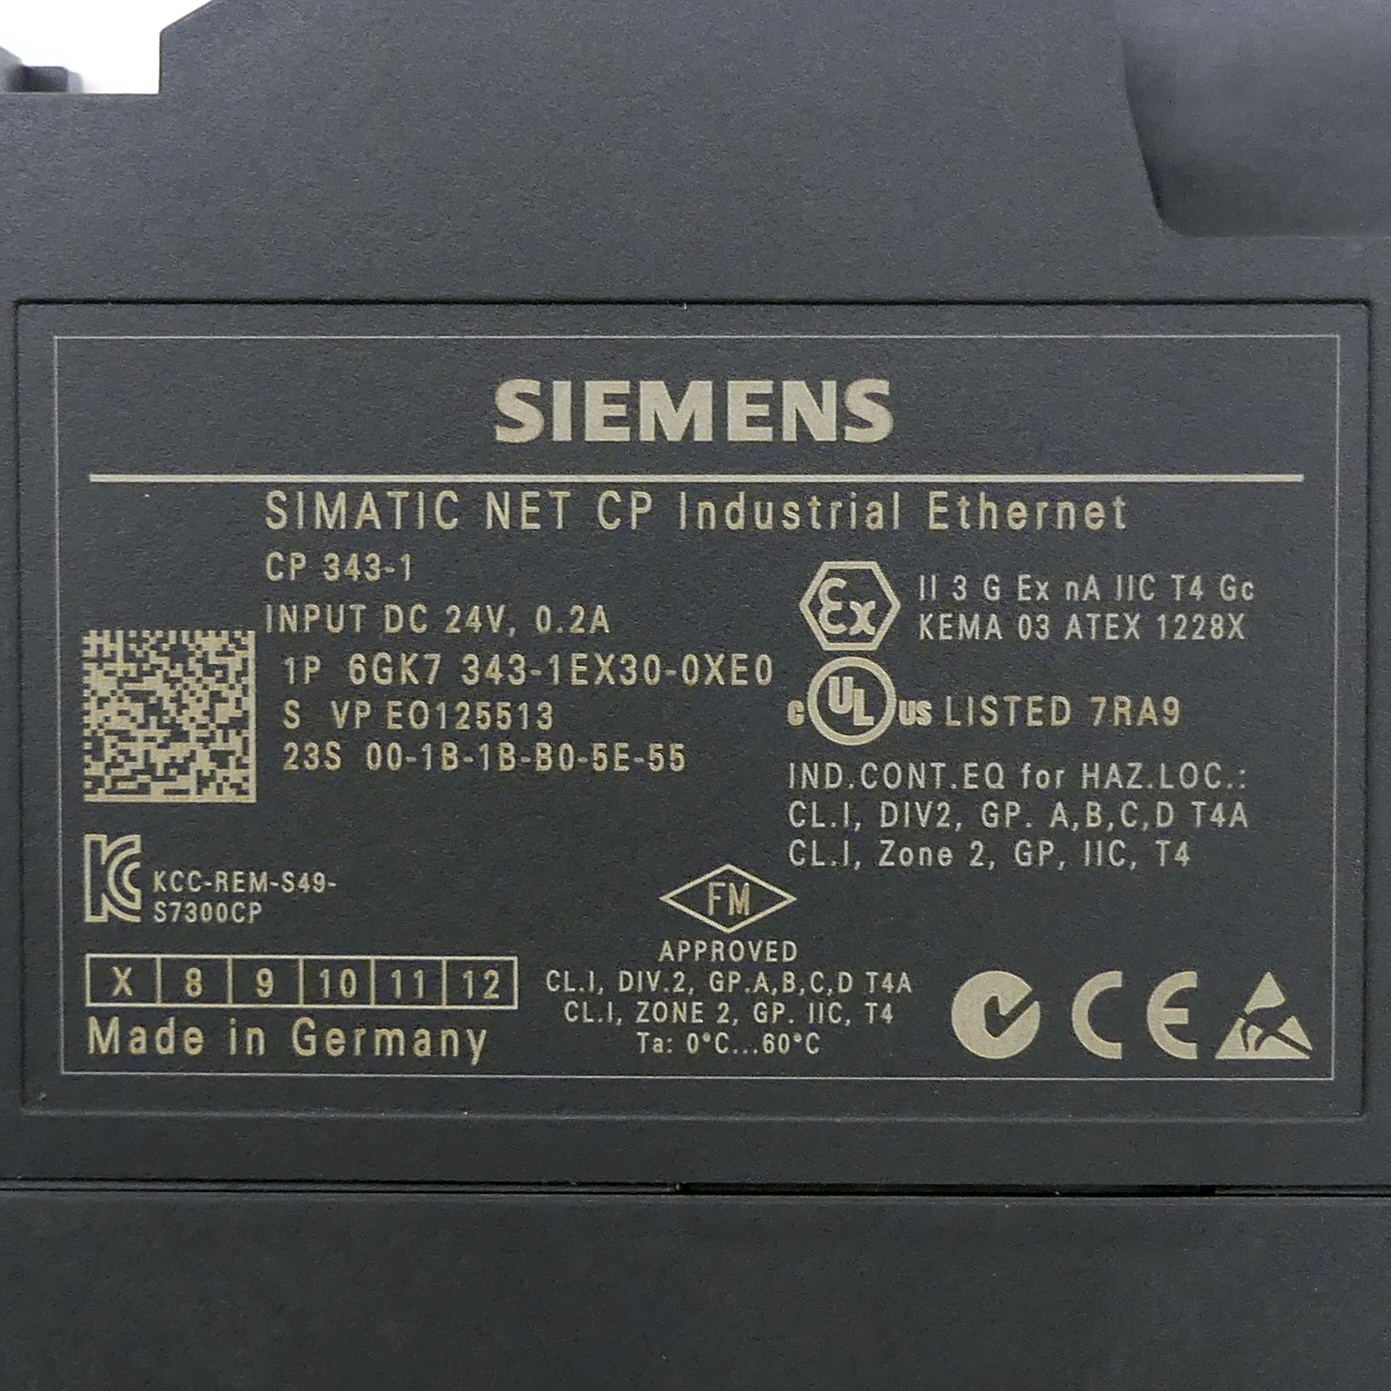 SIEMENS
SIMATIC NET CP Industrial Ethernet
CP 343-1
INPUT DC 24V, 0.2A
1P 6GK7 343-1EX30-0XE0
S VP EO125513
23S 00-1B-1B-B0-5E-55
Ex II 3 G Ex nA IIC T4 Gc
KEMA 03 ATEX 1228X
c UL us LISTED 7RA9
IND.CONT.EQ for HAZ.LOC.:
CL.I, DIV2, GP. A,B,C,D T4A
CL.I, Zone 2, GP, IIC, T4
KC KCC-REM-S49-
S7300CP
FM
APPROVED
CL.I, DIV.2, GP.A,B,C,D T4A
CL.I, ZONE 2, GP. IIC, T4
Ta: 0°C...60°C
X 8 9 10 11 12
Made in Germany
CE